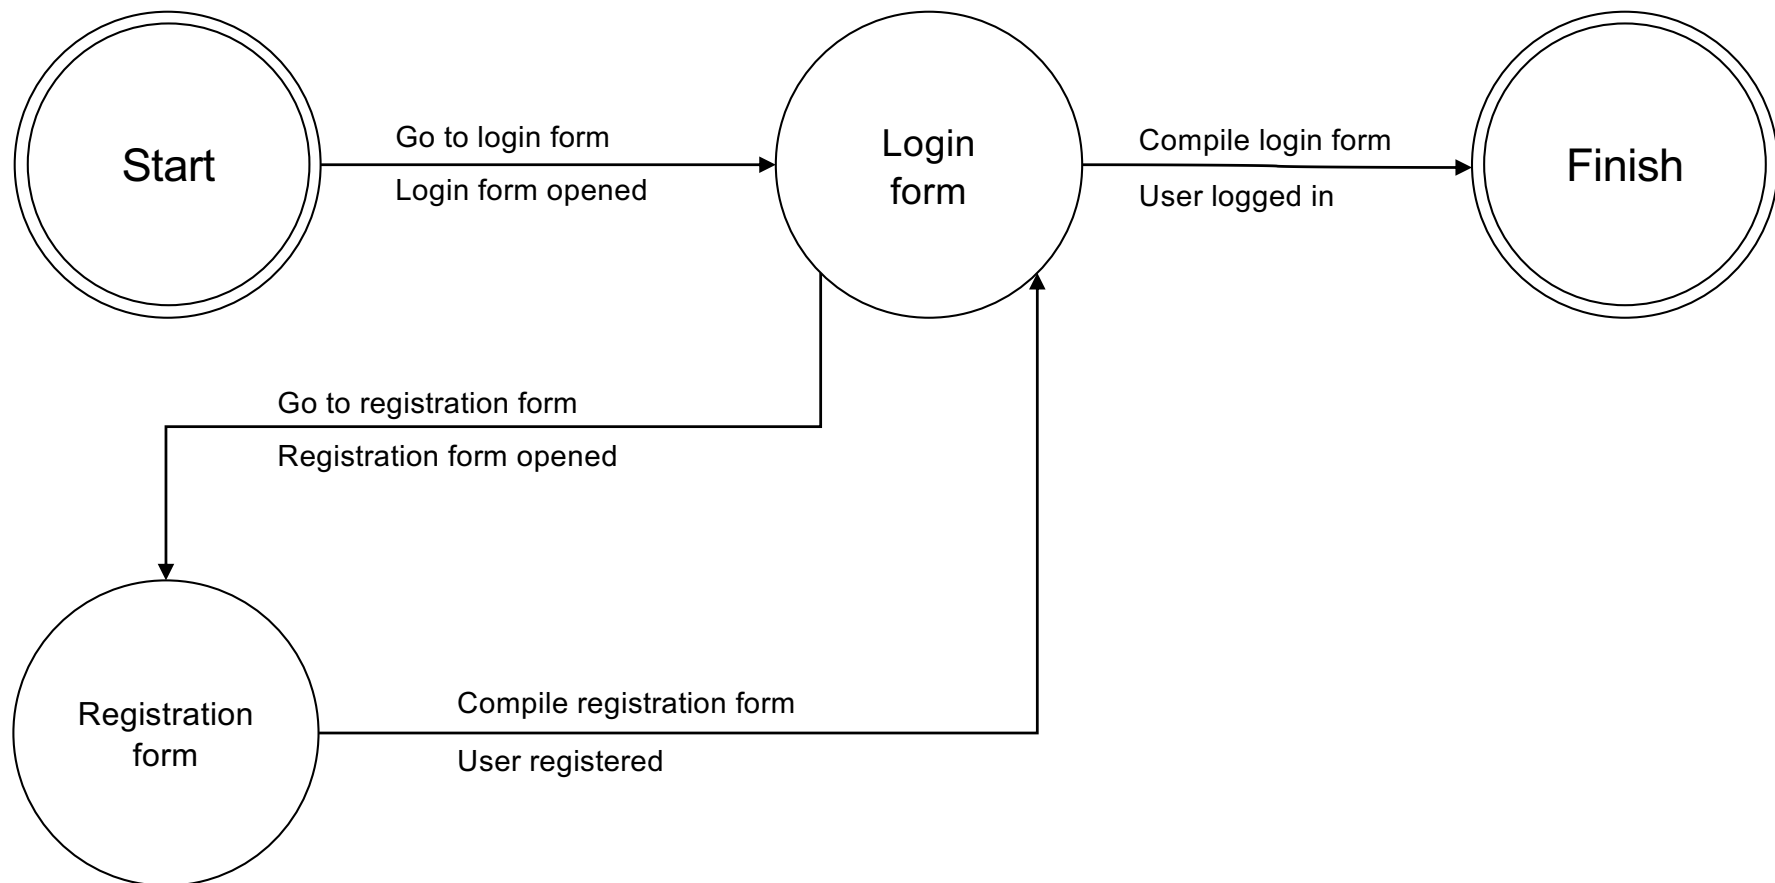 Start
Go to login form
Login form opened
Login
form
Compile login form
User logged in
Finish
Go to registration form
Registration form opened
Registration
form
Compile registration form
User registered